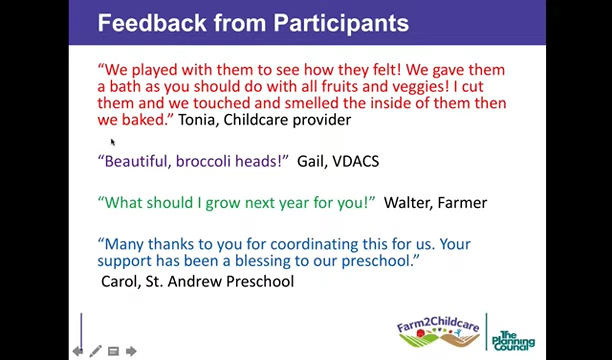 Feedback from Participants
“We played with them to see how they felt! We gave them
a bath as you should do with all fruits and veggies! I cut
them and we touched and smelled the inside of them then
we baked.” Tonia, Childcare provider
“Beautiful, broccoli heads!” Gail, VDACS
“What should I grow next year for you!” Walter, Farmer
“Many thanks to you for coordinating this for us. Your
support has been a blessing to our preschool.”
Carol, St. Andrew Preschool
Farm2Childcare
The
Planning
Council